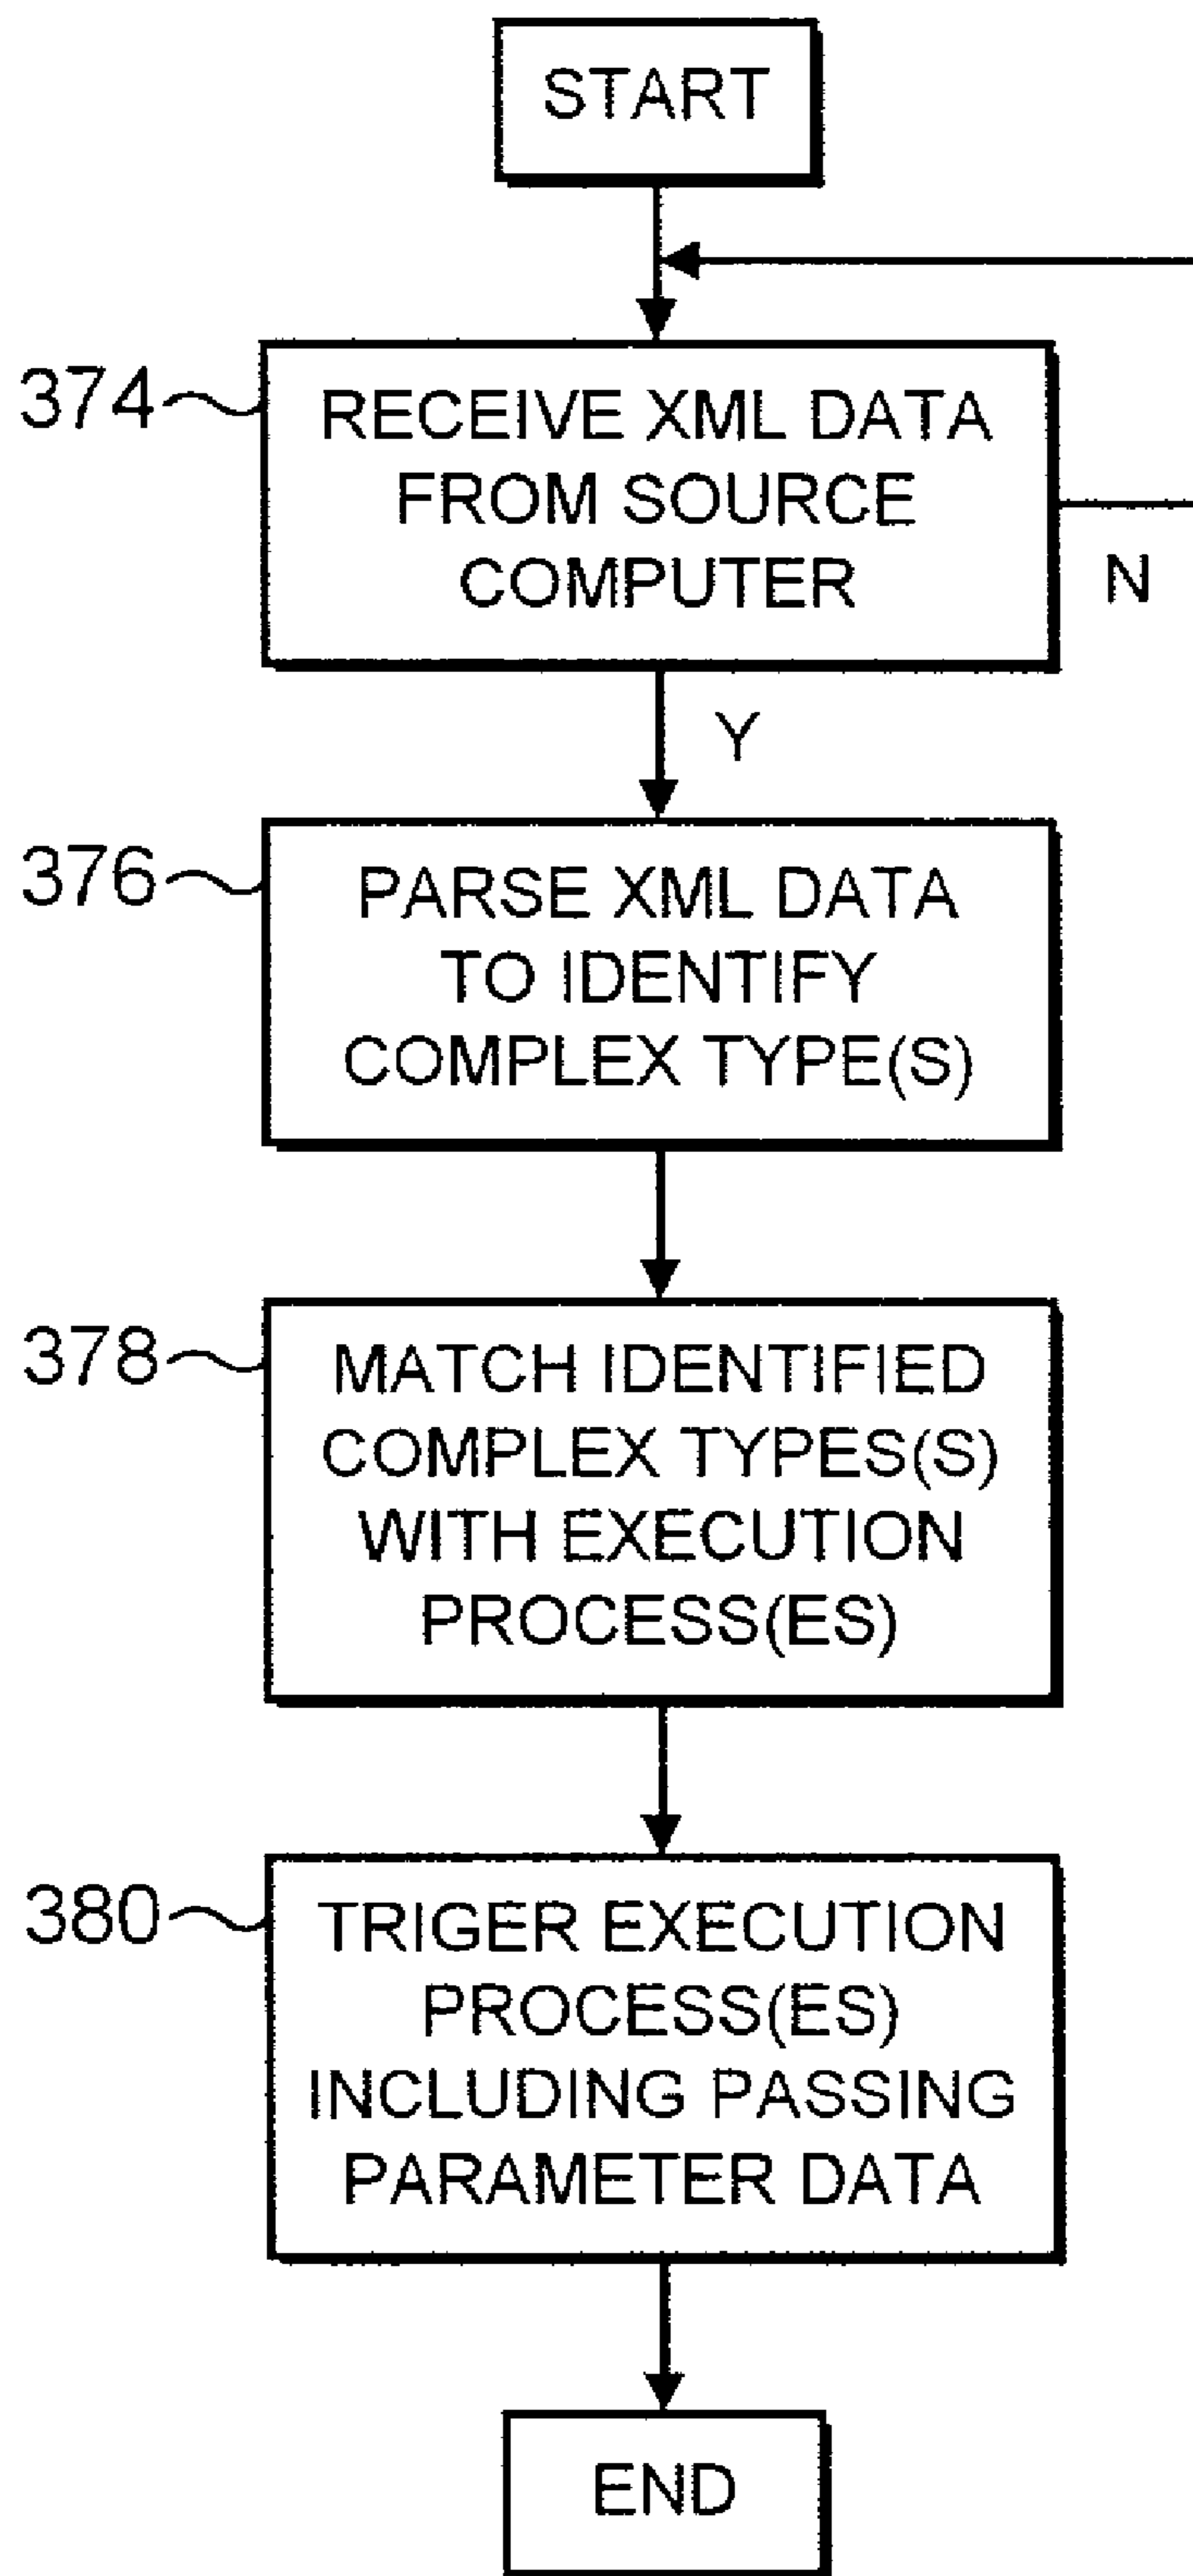 START
374
RECEIVE XML DATA
FROM SOURCE
COMPUTER
N
Y
376
PARSE XML DATA
TO IDENTIFY
COMPLEX TYPE(S)
378
MATCH IDENTIFIED
COMPLEX TYPES(S)
WITH EXECUTION
PROCESS(ES)
380
TRIGER EXECUTION
PROCESS(ES)
INCLUDING PASSING
PARAMETER DATA
END